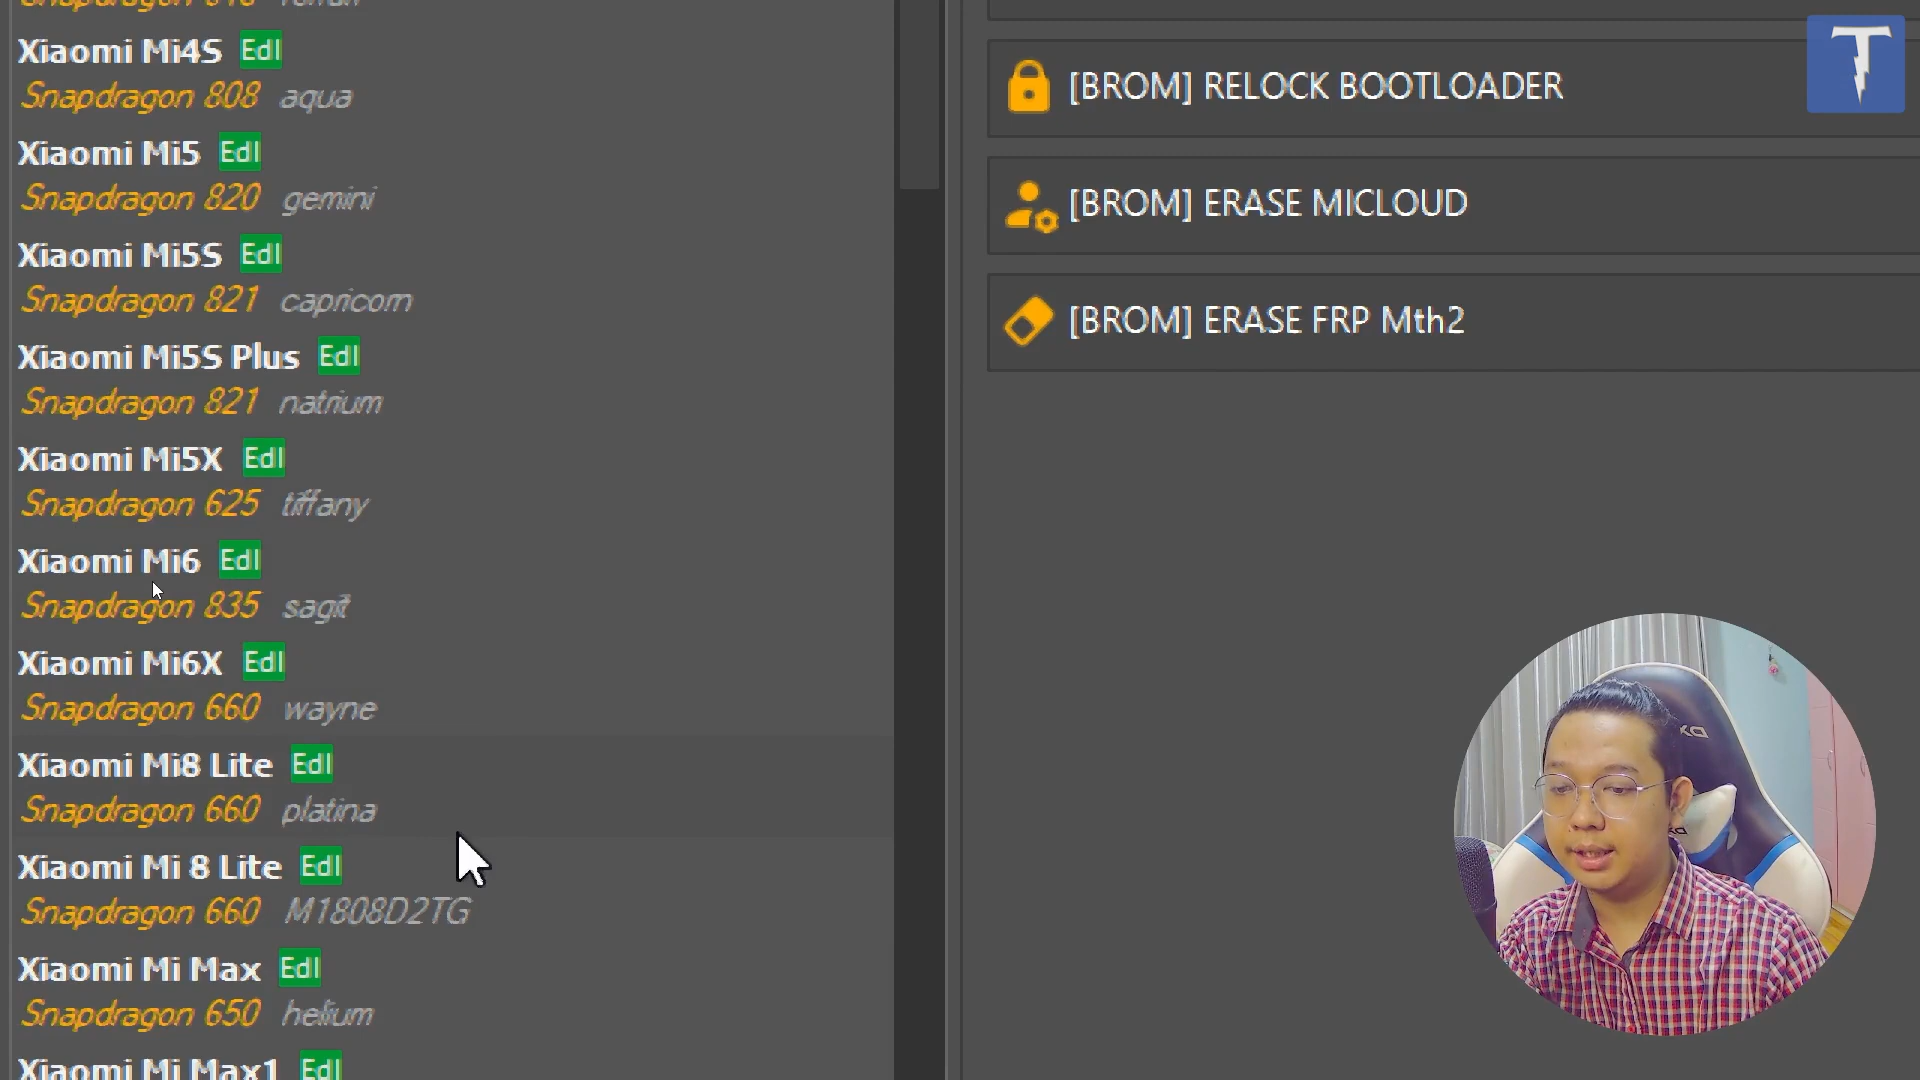 Xiaomi Mi4S Edl
Snapdragon 808 aqua
Xiaomi Mi5 Edl
Snapdragon 820 gemini
Xiaomi Mi5S Edl
Snapdragon 821 capricorn
Xiaomi Mi5S Plus Edl
Snapdragon 821 natrium
Xiaomi Mi5X Edl
Snapdragon 625 tiffany
Xiaomi Mi6 Edl
Snapdragon 835 sagit
Xiaomi Mi6X Edl
Snapdragon 660 wayne
Xiaomi Mi8 Lite Edl
Snapdragon 660 platina
Xiaomi Mi 8 Lite Edl
Snapdragon 660 M1808D2TG
Xiaomi Mi Max Edl
Snapdragon 650 helium
Xiaomi Mi Max1 Edl
[BROM] RELOCK BOOTLOADER
[BROM] ERASE MICLOUD
[BROM] ERASE FRP Mth2
T